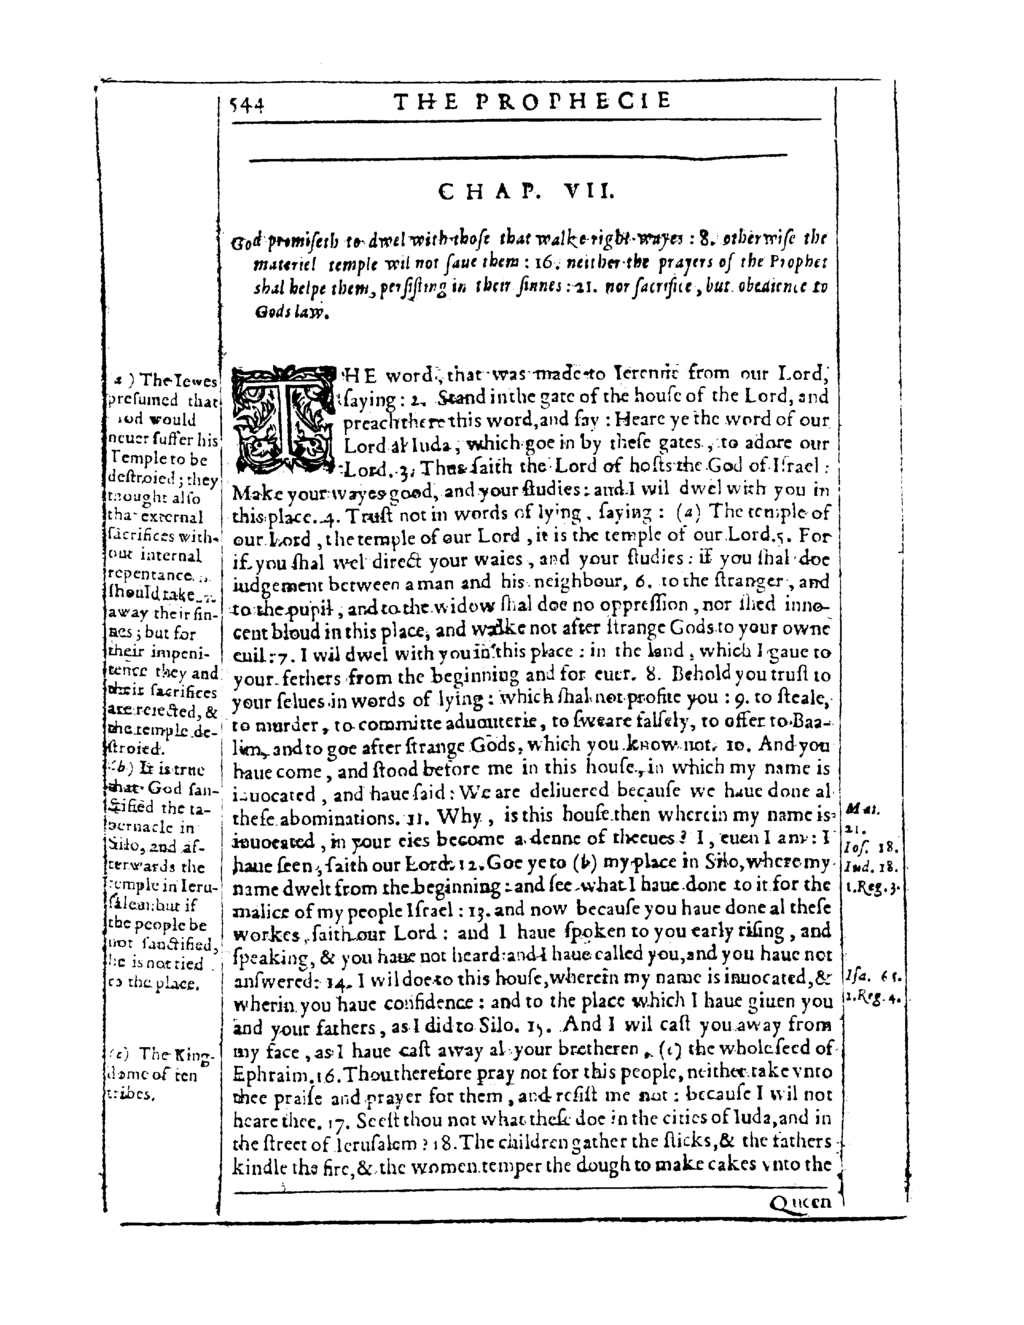 544 THE PROPHECIE
CHAP. VII.
God promiseth to dwel with those that walke right wayes : 8. otherwise the
materiel temple wil not saue them : 16. neither the prayers of the Prophet
shal helpe them, persisting in their sinnes : 21. nor sacrifice, but obedience to
Gods law.
THE word, that was made to Ieremie from our Lord,
saying : 2. Stand in the gate of the house of the Lord, and
preach there this word, and say : Heare ye the word of our
Lord al Iuda, which goe in by these gates, to adore our
Lord. 3. Thus saith the Lord of hosts the God of Israel :
Make your wayes good, and your studies : and I wil dwel with you in
this place. 4. Trust not in words of lying, saying : (a) The temple of
our Lord, the temple of our Lord, it is the temple of our Lord. 5. For
if you shal wel direct your waies, and your studies : if you shal doe
iudgement betwcen a man and his neighbour, 6. to the stranger, and
to the pupil, and to the widow shal doe no oppression, nor shed inno-
cent bloud in this place, and walke not after strange Gods to your owne
euil : 7. I wil dwel with you in this place : in the land, which I gaue to
your fethers from the beginning and for euer. 8. Behold you trust to
your selues in words of lying : which shal not profite you : 9. to steale,
to murder, to committe aduouterie, to sweare falsely, to offer to Baa-
lim, and to goe after strange Gods, which you know not. 10. And you
haue come, and stood before me in this house, in which my name is
inuocated, and haue said : We are deliuered because we haue done al
these abominations. 11. Why, is this house then wherein my name is
inuocated, in your eies become a denne of theeues? I, euen I am : I
haue seen, saith our Lord. 12. Goe ye to (b) my place in Silo, where my
name dwelt from the beginning : and see what I haue done to it for the
malice of my people Israel : 13. and now because you haue done al these
workes, saith our Lord : and I haue spoken to you early rising, and
speaking, & you haue not heard : and I haue called you, and you haue not
answered : 14. I wil doe to this house, wherein my name is inuocated, &
wherin you haue confidence : and to the place which I haue giuen you
and your fathers, as I did to Silo. 15. And I wil cast you away from
my face, as I haue cast away al your bretheren, (c) the whole seed of
Ephraim. 16. Thou therefore pray not for this people, neither take vnto
thee praise and prayer for them, and resist me not : because I wil not
heare thee. 17. Seest thou not what these doe in the cities of Iuda, and in
the street of Ierusalem? 18. The children gather the sticks, & the fathers
kindle the fire, & the women temper the dough to make cakes vnto the
Queen
a ) The Iewes
presumed that
God would
neuer suffer his
Temple to be
destroied ; they
thought also
that external
sacrifices with-
out internal
repentance
should take
away their sin-
nes ; but for
their impeni-
tence they and
their sacrifices
are reiected, &
the temple de-
stroied.
(b) It is true
that God san-
ctified the ta-
bernacle in
Silo, and af-
terwards the
temple in Ieru-
salem : but if
the people be
not sanctified,
he is not tied
to the place.
(c) The King-
dome of ten
tribes.
Mat.
21.
Ios. 18.
Iud. 18.
1. Reg. 3.
Isa. 65.
1. Reg. 4.